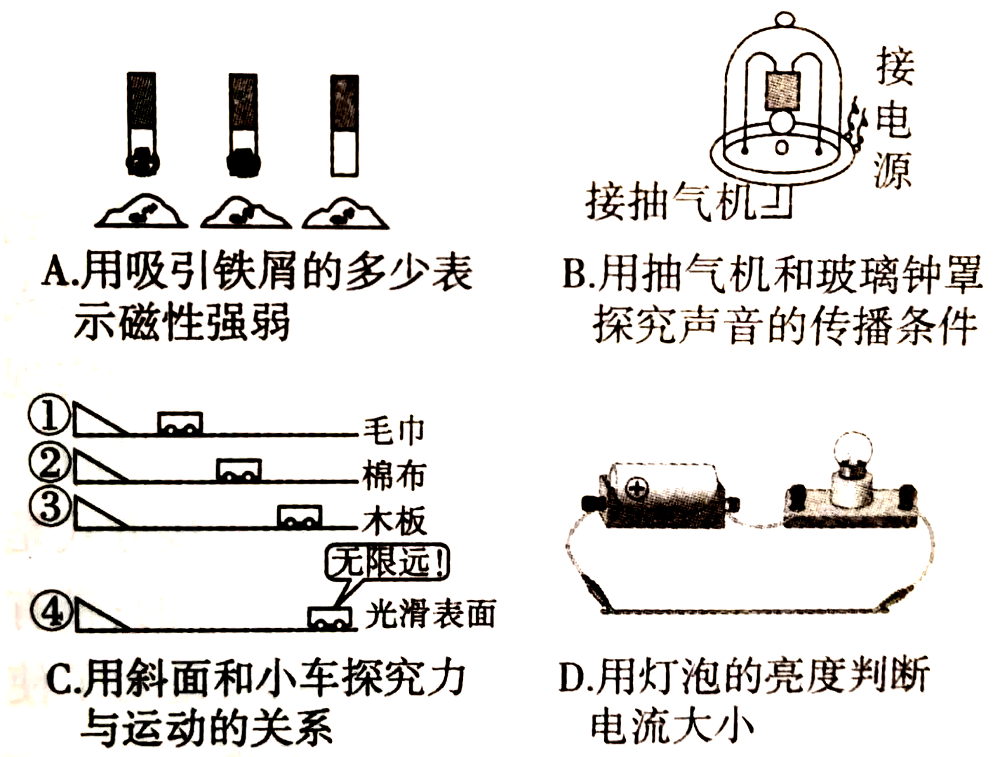 接
电
源
接抽气机
A.用吸引铁屑的多少表
示磁性强弱
B.用抽气机和玻璃钟罩
探究声音的传播条件
① 毛巾
② 棉布
③ 木板
无限远!
④ 光滑表面
C.用斜面和小车探究力
与运动的关系
D.用灯泡的亮度判断
电流大小